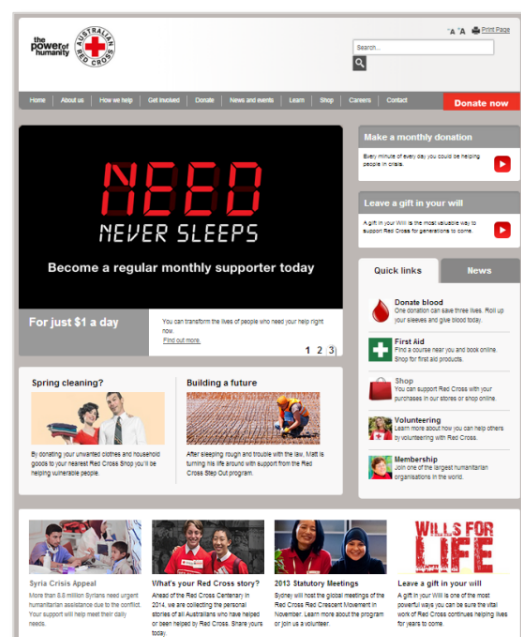 the
power of
humanity
AUSTRALIAN
RED CROSS
-A +A Print Page
Search...
Home About us How we help Get involved Donate News and events Learn Shop Careers Contact Donate now
NEED
NEVER SLEEPS
Become a regular monthly supporter today
For just $1 a day
You can transform the lives of people who need your help right
now.
Find out more.
1 2 3
Make a monthly donation
Every minute of every day you could be helping
people in crisis.
Leave a gift in your will
A gift in your Will is the most valuable way to
support Red Cross for generations to come.
Quick links News
Donate blood
One donation can save three lives. Roll up
your sleeves and give blood today.
First Aid
Find a course near you and book online.
Shop for first aid products.
Shop
You can support Red Cross with your
purchases in our stores or shop online.
Volunteering
Learn more about how you can help others
by volunteering with Red Cross.
Membership
Join one of the largest humanitarian
organisations in the world.
Spring cleaning?
By donating your unwanted clothes and household
goods to your nearest Red Cross Shop you'll be
helping vulnerable people.
Building a future
After sleeping rough and trouble with the law, Matt is
turning his life around with support from the Red
Cross Step Out program.
Syria Crisis Appeal
More than 6.8 million Syrians need urgent
humanitarian assistance due to the conflict.
Your support will help meet their daily
needs.
What's your Red Cross story?
Ahead of the Red Cross Centenary in
2014, we are collecting the personal
stories of all Australians who have helped
or been helped by Red Cross. Share yours
today.
2013 Statutory Meetings
Sydney will host the global meetings of the
Red Cross Red Crescent Movement in
November. Learn more about the program
or join us a volunteer.
WILLS FOR
LIFE
Leave a gift in your will
A gift in your Will is one of the most
powerful ways you can be sure the vital
work of Red Cross continues helping lives
for years to come.